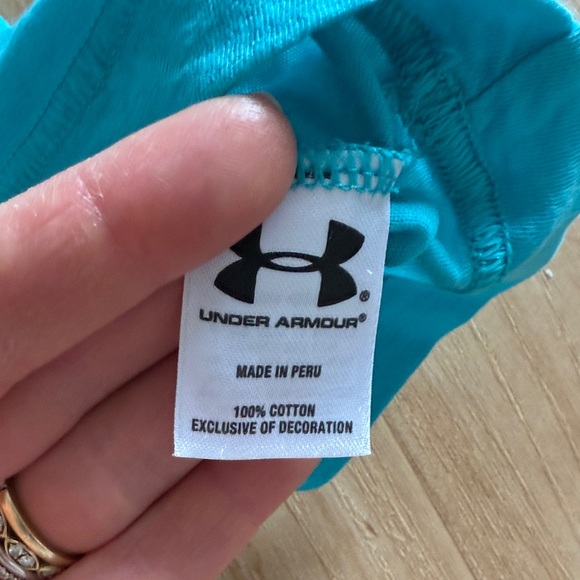 UNDER ARMOUR®
MADE IN PERU
100% COTTON
EXCLUSIVE OF DECORATION